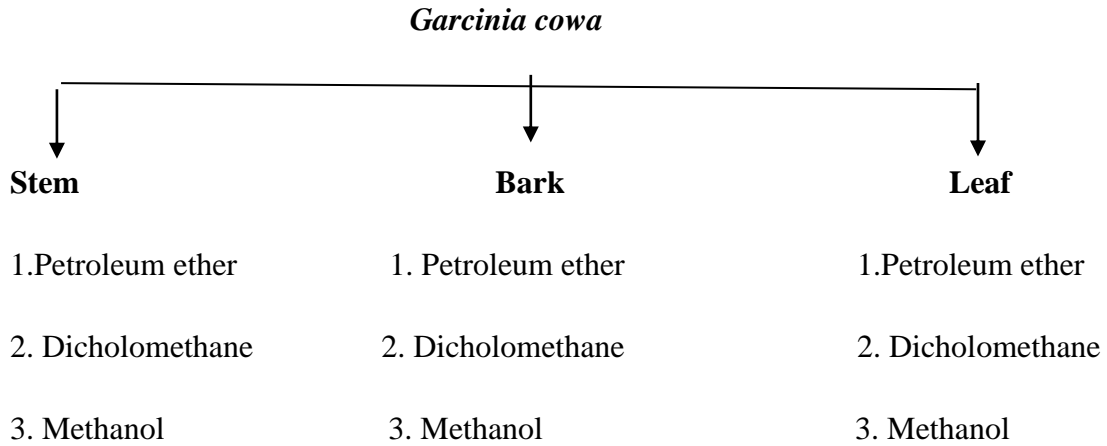 Garcinia cowa
Stem Bark Leaf
1.Petroleum ether 1. Petroleum ether 1.Petroleum ether
2. Dicholomethane 2. Dicholomethane 2. Dicholomethane
3. Methanol 3. Methanol 3. Methanol